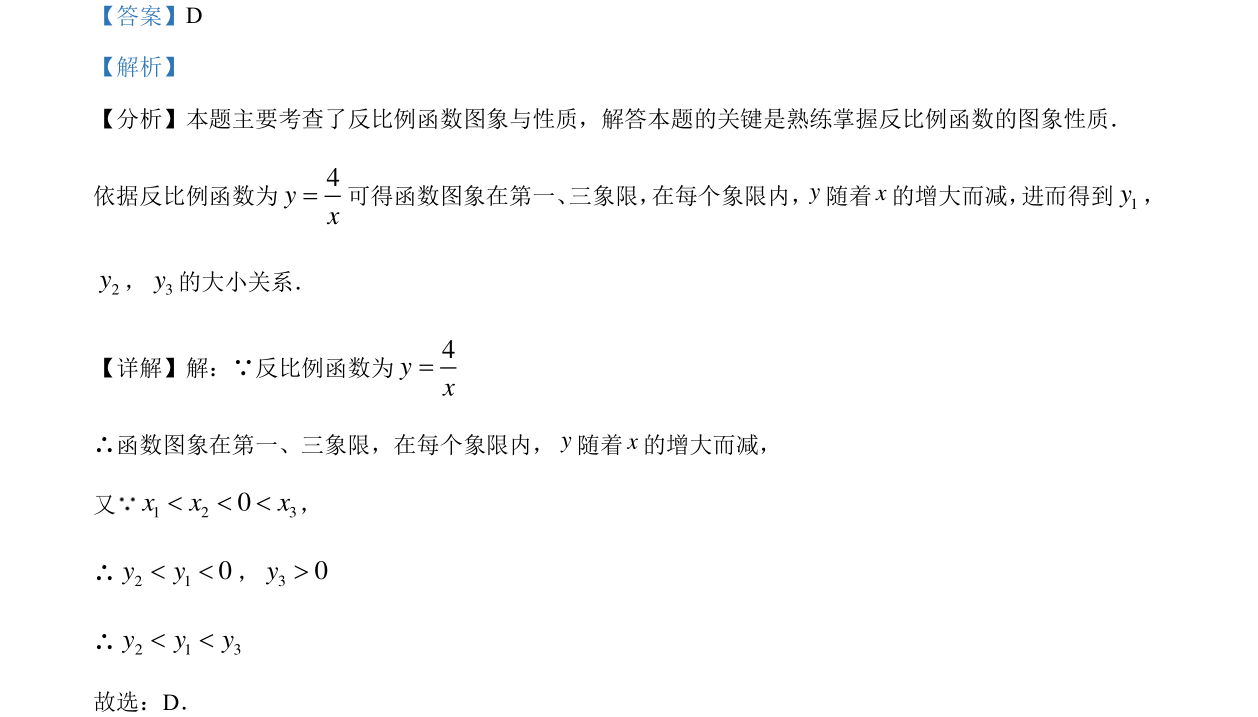 【答案】D
【解析】
【分析】本题主要考查了反比例函数图象与性质，解答本题的关键是熟练掌握反比例函数的图象性质．
依据反比例函数为 y = 4/x 可得函数图象在第一、三象限，在每个象限内，y 随着 x 的增大而减，进而得到 y₁，
y₂，y₃ 的大小关系．
【详解】解：∵反比例函数为 y = 4/x
∴函数图象在第一、三象限，在每个象限内，y 随着 x 的增大而减，
又∵ x₁ < x₂ < 0 < x₃，
∴ y₂ < y₁ < 0，y₃ > 0
∴ y₂ < y₁ < y₃
故选：D．